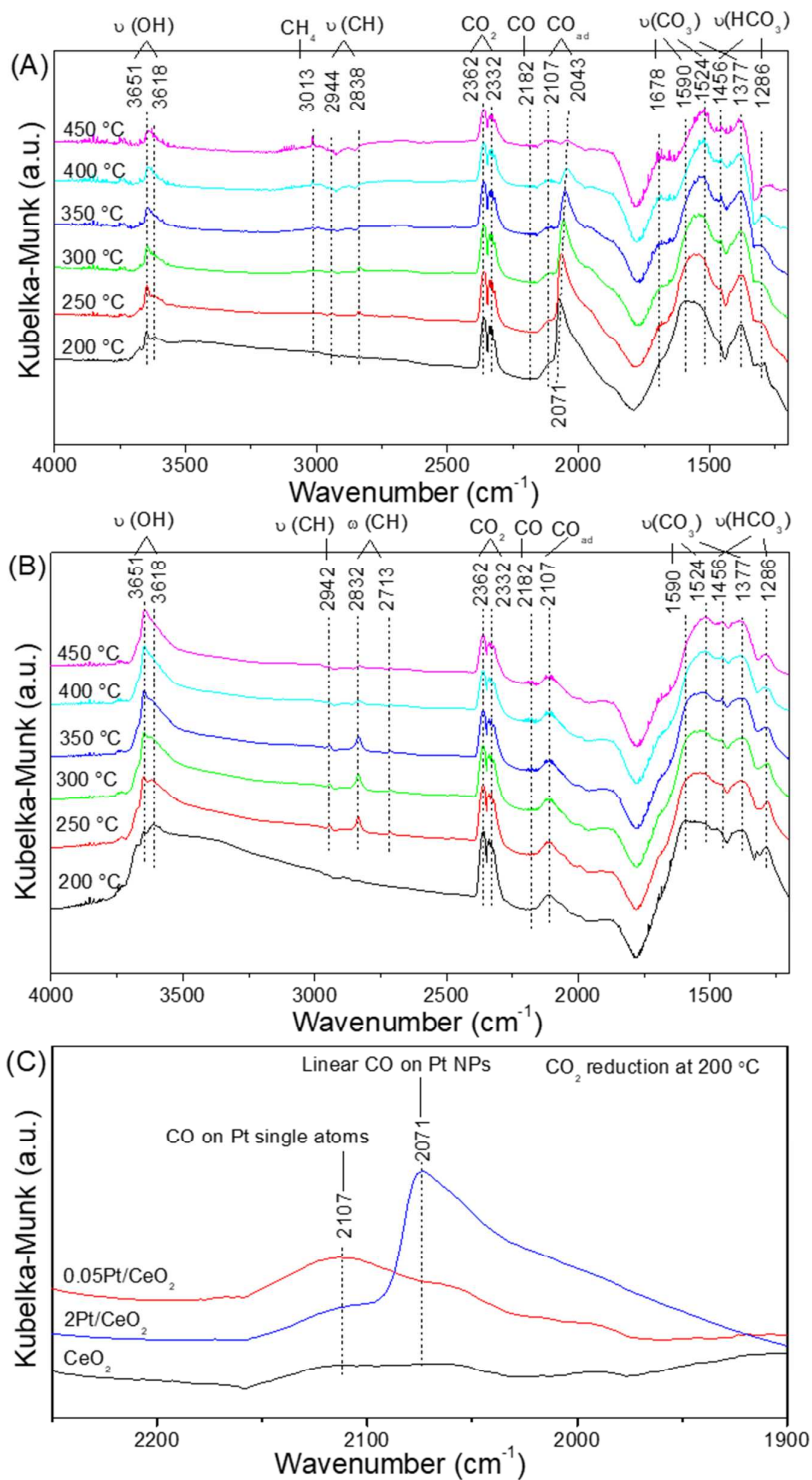 (A)
υ (OH) CH₄ υ (CH) CO₂ CO CO_ad υ(CO₃) υ(HCO₃)
3651 3618 3013 2944 2838 2362 2332 2182 2107 2043 1678 1590 1524 1456 1377 1286
450 °C
400 °C
350 °C
300 °C
250 °C
200 °C
2071
Kubelka-Munk (a.u.)
4000 3500 3000 2500 2000 1500
Wavenumber (cm⁻¹)
(B)
υ (OH) υ (CH) ω (CH) CO₂ CO CO_ad υ(CO₃) υ(HCO₃)
3651 3618 2942 2832 2713 2362 2332 2182 2107 1590 1524 1456 1377 1286
450 °C
400 °C
350 °C
300 °C
250 °C
200 °C
Kubelka-Munk (a.u.)
4000 3500 3000 2500 2000 1500
Wavenumber (cm⁻¹)
(C)
Linear CO on Pt NPs CO₂ reduction at 200 °C
CO on Pt single atoms
2107 2071
0.05Pt/CeO₂
2Pt/CeO₂
CeO₂
Kubelka-Munk (a.u.)
2200 2100 2000 1900
Wavenumber (cm⁻¹)